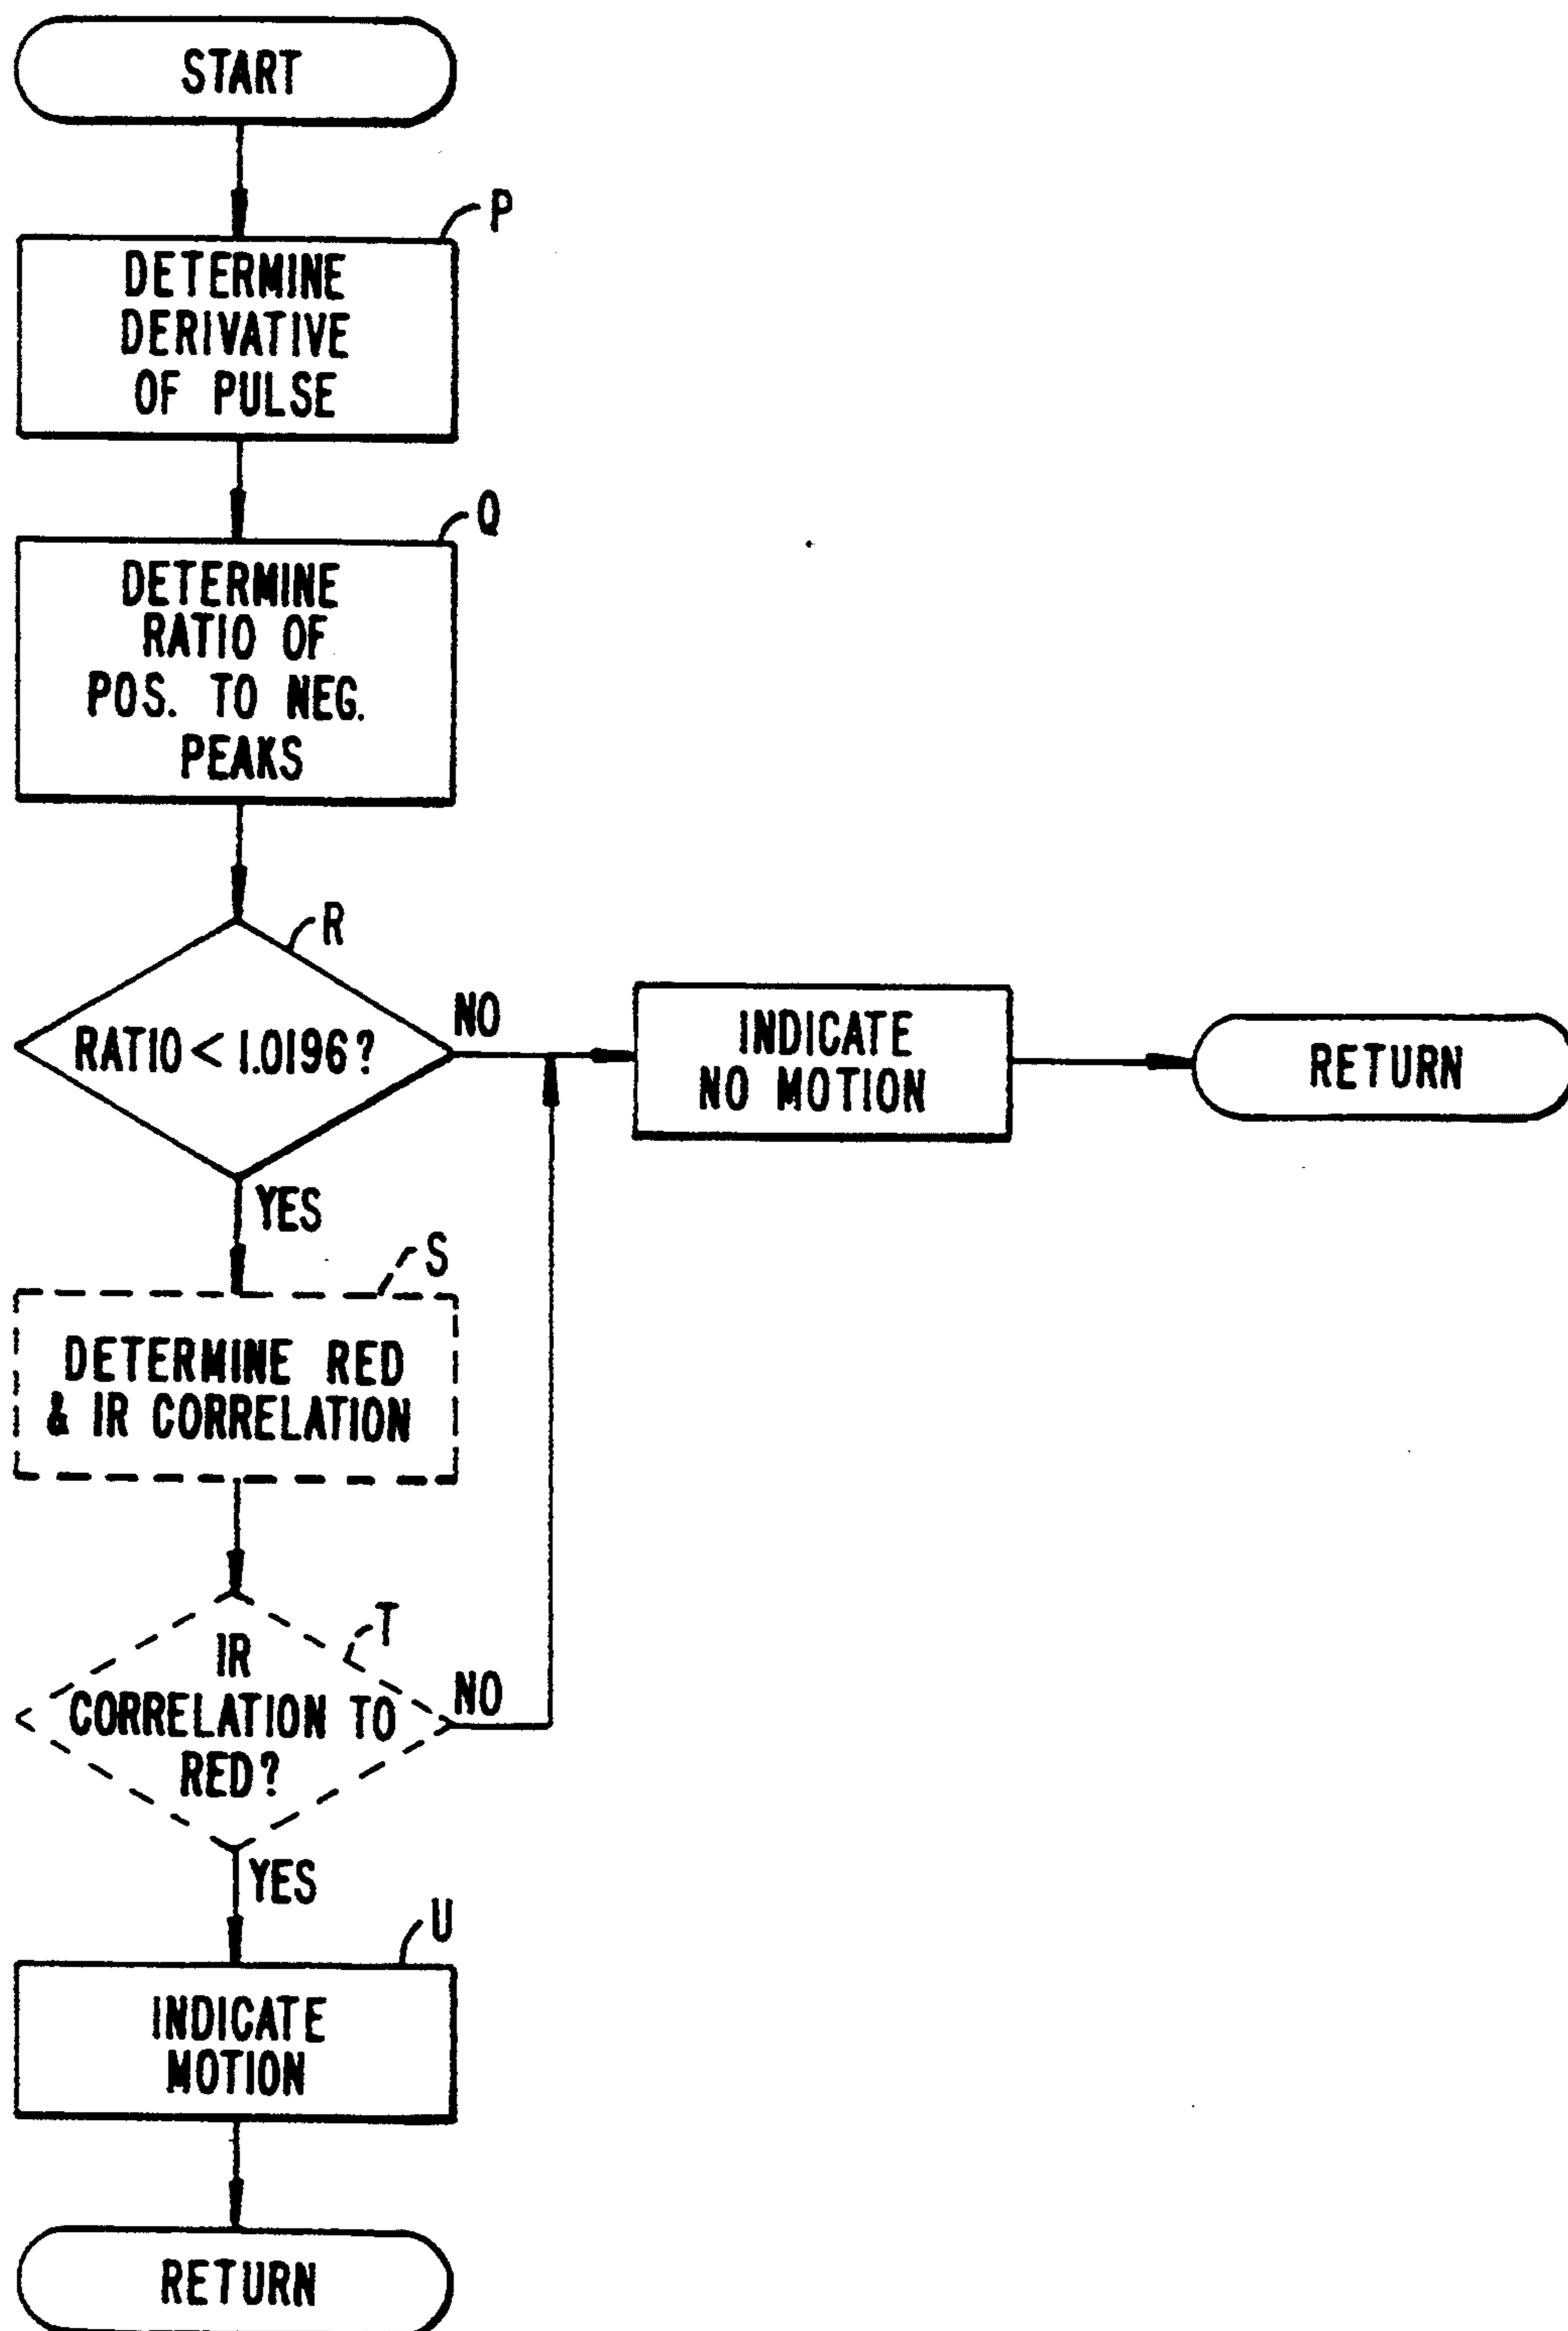 START
P
DETERMINE
DERIVATIVE
OF PULSE
Q
DETERMINE
RATIO OF
POS. TO NEG.
PEAKS
R
RATIO < 1.0196?
NO
INDICATE
NO MOTION
RETURN
YES
S
DETERMINE RED
& IR CORRELATION
T
IR
CORRELATION TO
RED?
NO
YES
U
INDICATE
MOTION
RETURN